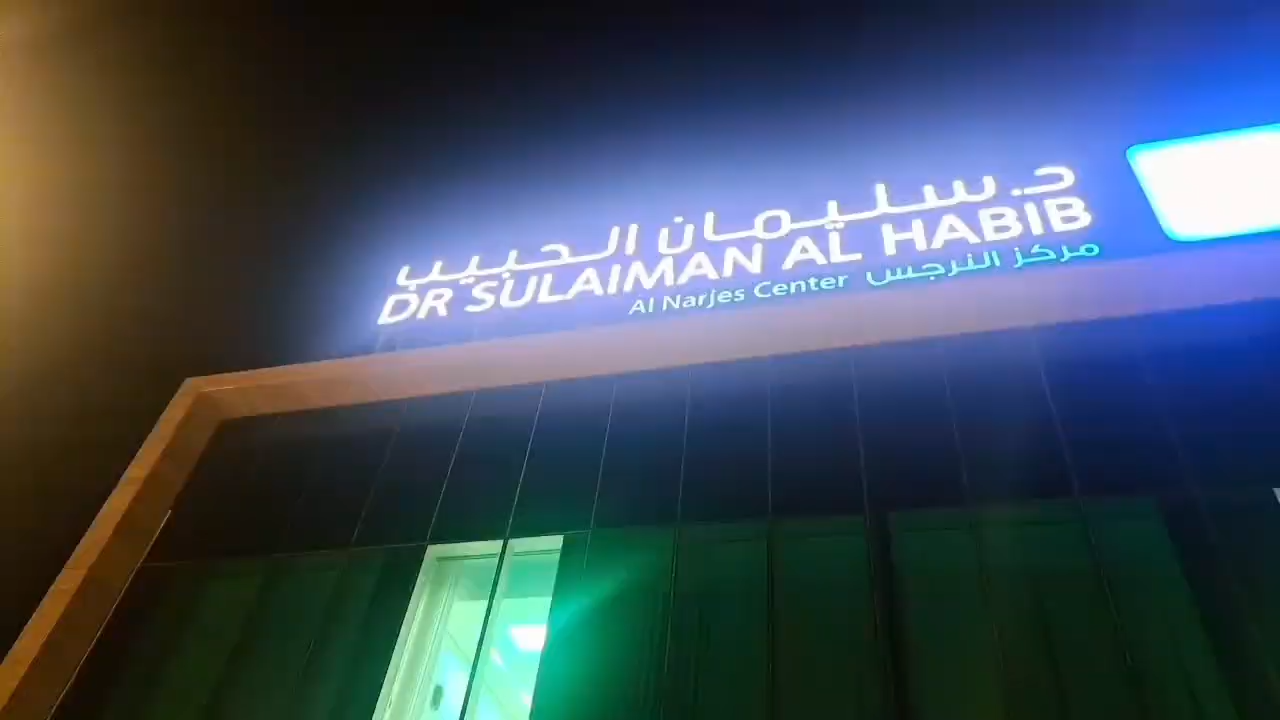 د. سليمان الحبيب
DR SULAIMAN AL HABIB
Al Narjes Center مركز النرجس